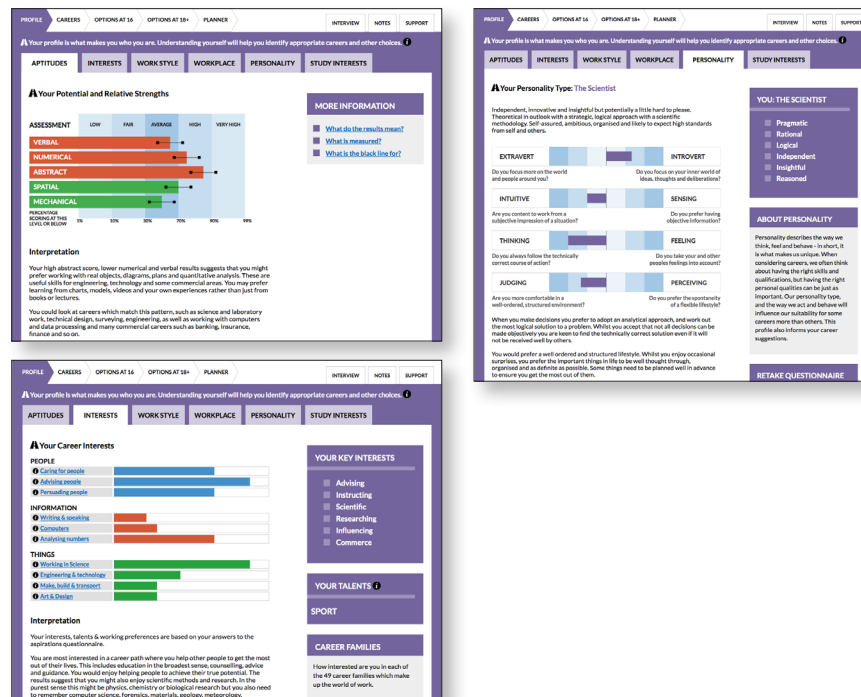 PROFILE CAREERS OPTIONS AT 16 OPTIONS AT 18+ PLANNER INTERVIEW NOTES SUPPORT
Your profile is what makes you who you are. Understanding yourself will help you identify appropriate careers and other choices.
APTITUDES INTERESTS WORK STYLE WORKPLACE PERSONALITY STUDY INTERESTS
Your Potential and Relative Strengths
ASSESSMENT LOW FAIR AVERAGE HIGH VERY HIGH
VERBAL
NUMERICAL
ABSTRACT
SPATIAL
MECHANICAL
PERCENTAGE
SCORING AT THIS
LEVEL OR BELOW
1% 10% 30% 70% 90% 99%
Interpretation
Your high abstract score, lower numerical and verbal results suggests that you might
prefer working with real objects, diagrams, plans and quantitative analysis. These are
useful skills for engineering, technology and some commercial areas. You may prefer
learning from charts, models, videos and your own experiences rather than just from
books or lectures.
You could look at careers which match this pattern, such as science and laboratory
work, technical design, surveying, engineering, as well as working with computers
and data processing and many commercial careers such as banking, insurance,
finance and so on.
MORE INFORMATION
What do the results mean?
What is measured?
What is the black line for?
PROFILE CAREERS OPTIONS AT 16 OPTIONS AT 18+ PLANNER INTERVIEW NOTES SUPPORT
Your profile is what makes you who you are. Understanding yourself will help you identify appropriate careers and other choices.
APTITUDES INTERESTS WORK STYLE WORKPLACE PERSONALITY STUDY INTERESTS
Your Personality Type: The Scientist
Independent, innovative and insightful but potentially a little hard to please.
Theoretical in outlook with a strategic, logical approach with a scientific
methodology. Self-assured, ambitious, organised and likely to expect high standards
from self and others.
EXTRAVERT INTROVERT
Do you focus more on the world
and people around you?
Do you focus on your inner world of
ideas, thoughts and deliberations?
INTUITIVE SENSING
Are you content to work from a
subjective impression of a situation?
Do you prefer having
objective information?
THINKING FEELING
Do you always follow the technically
correct course of action?
Do you take your and other
peoples feelings into account?
JUDGING PERCEIVING
Are you more comfortable in a
well-ordered, structured environment?
Do you prefer the spontaneity
of a flexible lifestyle?
When you make decisions you prefer to adopt an analytical approach, and work out
the most logical solution to a problem. Whilst you accept that not all decisions can be
made objectively you are keen to find the technically correct solution even if it will
not be received well by others.
You would prefer a well ordered and structured lifestyle. Whilst you enjoy occasional
surprises, you prefer the important things in life to be well thought through,
organised and as definite as possible. Some things need to be planned well in advance
to ensure you get the most out of them.
YOU: THE SCIENTIST
Pragmatic
Rational
Logical
Independent
Insightful
Reasoned
ABOUT PERSONALITY
Personality describes the way we
think, feel and behave - in short, it
is what makes us unique. When
considering careers, we often think
about having the right skills and
qualifications, but having the right
personal qualities can be just as
important. Our personality type,
and the way we act and behave will
influence our suitability for some
careers more than others. This
profile also informs your career
suggestions.
RETAKE QUESTIONNAIRE
PROFILE CAREERS OPTIONS AT 16 OPTIONS AT 18+ PLANNER INTERVIEW NOTES SUPPORT
Your profile is what makes you who you are. Understanding yourself will help you identify appropriate careers and other choices.
APTITUDES INTERESTS WORK STYLE WORKPLACE PERSONALITY STUDY INTERESTS
Your Career Interests
PEOPLE
Caring for people
Advising people
Persuading people
INFORMATION
Writing & speaking
Computers
Analysing numbers
THINGS
Working in Science
Engineering & technology
Make, build & transport
Art & Design
Interpretation
Your interests, talents & working preferences are based on your answers to the
aspirations questionnaire.
You are most interested in a career path where you help other people to get the most
out of their lives. This includes education in the broadest sense, counselling, advice
and guidance. You would enjoy helping people to achieve their true potential. The
results suggest that you might also enjoy scientific methods and research. In the
purest sense this might be physics, chemistry or biological research but you also need
to remember computer science, forensics, materials, geology, meteorology,
YOUR KEY INTERESTS
Advising
Instructing
Scientific
Researching
Influencing
Commerce
YOUR TALENTS
SPORT
CAREER FAMILIES
How interested are you in each of
the 49 career families which make
up the world of work.